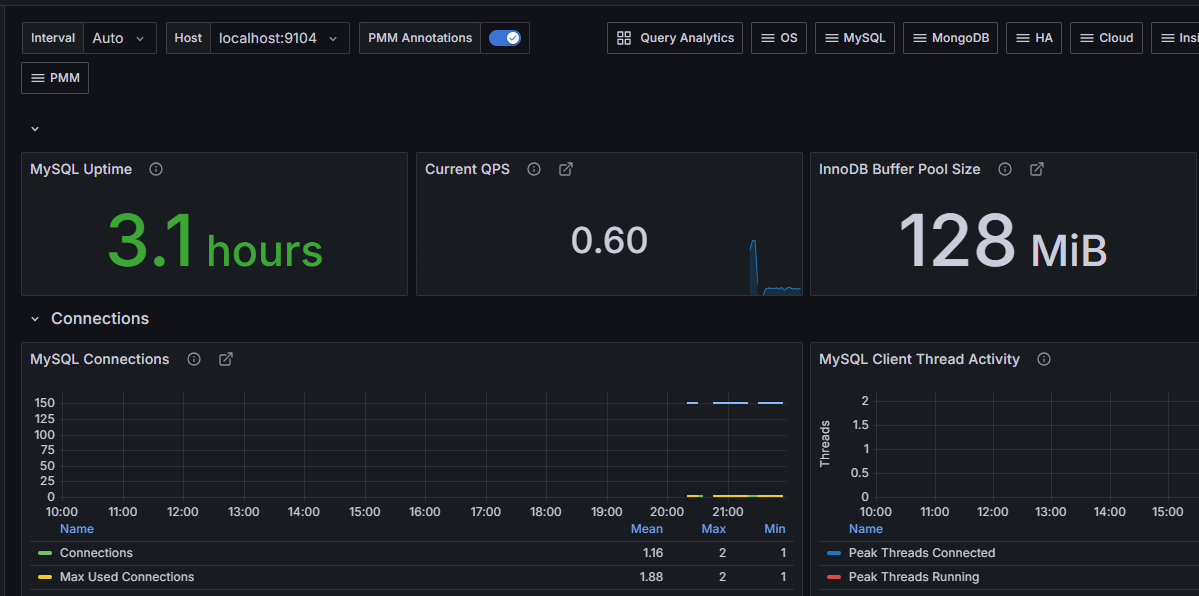 Interval Auto Host localhost:9104 PMM Annotations Query Analytics OS MySQL MongoDB HA Cloud Insi
PMM
MySQL Uptime Current QPS InnoDB Buffer Pool Size
3.1 hours 0.60 128 MiB
Connections
MySQL Connections MySQL Client Thread Activity
150
125
100
75
50
25
0
10:00 11:00 12:00 13:00 14:00 15:00 16:00 17:00 18:00 19:00 20:00 21:00
Name Mean Max Min
Connections 1.16 2 1
Max Used Connections 1.88 2 1
Threads
2
1.5
1
0.5
0
10:00 11:00 12:00 13:00 14:00 15:00
Name
Peak Threads Connected
Peak Threads Running